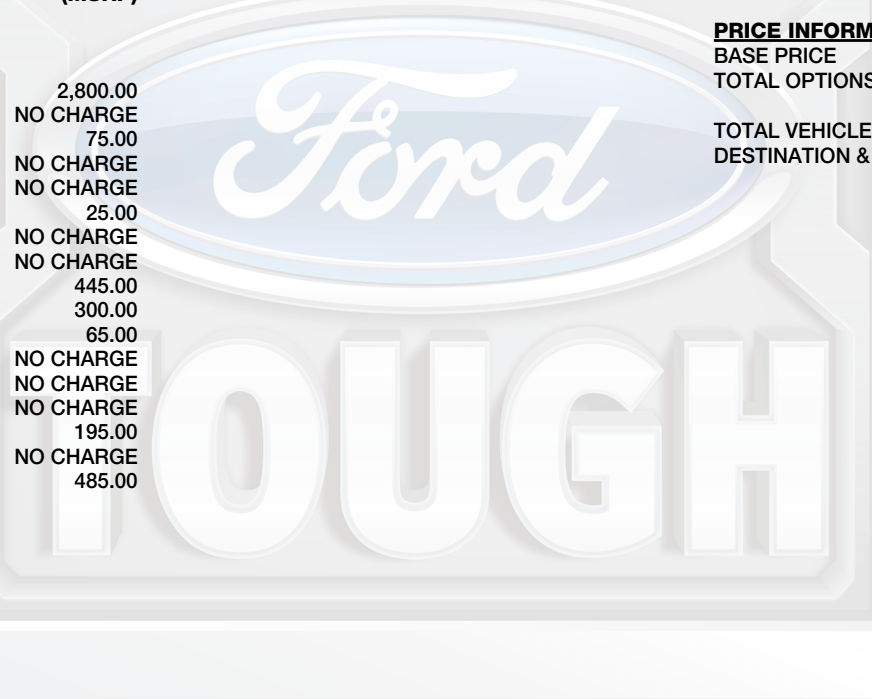 2,800.00
NO CHARGE
75.00
NO CHARGE
NO CHARGE
25.00
NO CHARGE
NO CHARGE
445.00
300.00
65.00
NO CHARGE
NO CHARGE
NO CHARGE
195.00
NO CHARGE
485.00
PRICE INFORM
BASE PRICE
TOTAL OPTIONS
TOTAL VEHICLE
DESTINATION &
Ford
TOUGH